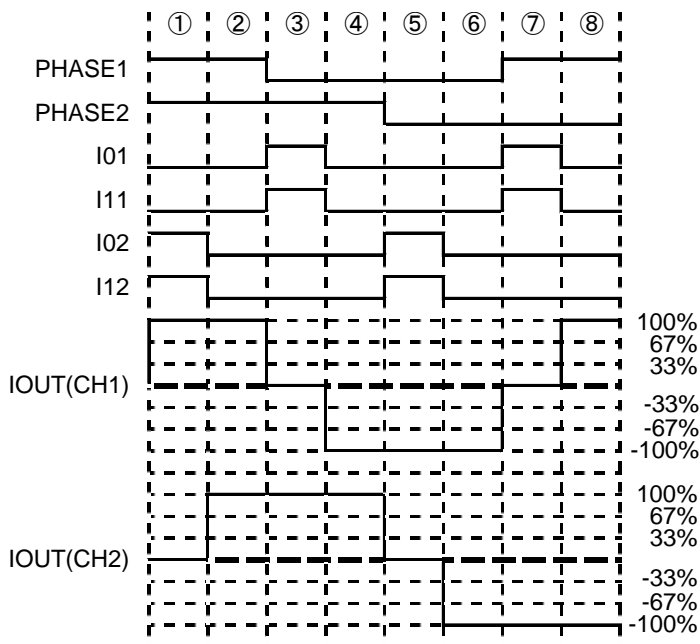 ① ② ③ ④ ⑤ ⑥ ⑦ ⑧
PHASE1
PHASE2
I01
I11
I02
I12
100%
67%
33%
IOUT(CH1)
-33%
-67%
-100%
100%
67%
33%
IOUT(CH2)
-33%
-67%
-100%